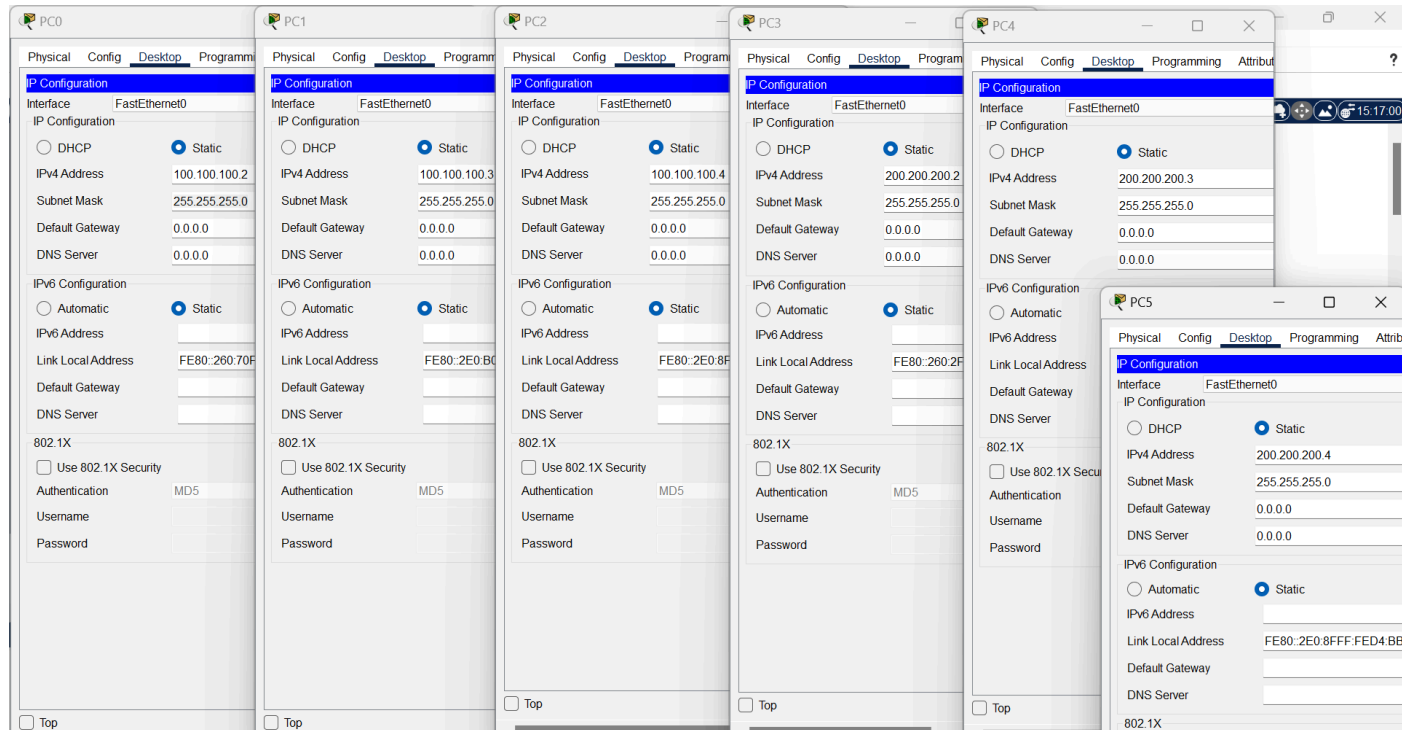 PC0
Physical Config Desktop Programmi
IP Configuration
Interface FastEthernet0
IP Configuration
DHCP Static
IPv4 Address 100.100.100.2
Subnet Mask 255.255.255.0
Default Gateway 0.0.0.0
DNS Server 0.0.0.0
IPv6 Configuration
Automatic Static
IPv6 Address
Link Local Address FE80::260:70F
Default Gateway
DNS Server
802.1X
Use 802.1X Security
Authentication MD5
Username
Password
Top
PC1
Physical Config Desktop Programm
IP Configuration
Interface FastEthernet0
IP Configuration
DHCP Static
IPv4 Address 100.100.100.3
Subnet Mask 255.255.255.0
Default Gateway 0.0.0.0
DNS Server 0.0.0.0
IPv6 Configuration
Automatic Static
IPv6 Address
Link Local Address FE80::2E0:B0
Default Gateway
DNS Server
802.1X
Use 802.1X Security
Authentication MD5
Username
Password
Top
PC2
Physical Config Desktop Program
IP Configuration
Interface FastEthernet0
IP Configuration
DHCP Static
IPv4 Address 100.100.100.4
Subnet Mask 255.255.255.0
Default Gateway 0.0.0.0
DNS Server 0.0.0.0
IPv6 Configuration
Automatic Static
IPv6 Address
Link Local Address FE80::2E0:8F
Default Gateway
DNS Server
802.1X
Use 802.1X Security
Authentication MD5
Username
Password
Top
PC3
Physical Config Desktop Program
IP Configuration
Interface FastEthernet0
IP Configuration
DHCP Static
IPv4 Address 200.200.200.2
Subnet Mask 255.255.255.0
Default Gateway 0.0.0.0
DNS Server 0.0.0.0
IPv6 Configuration
Automatic Static
IPv6 Address
Link Local Address FE80::260:2F
Default Gateway
DNS Server
802.1X
Use 802.1X Security
Authentication MD5
Username
Password
Top
PC4
Physical Config Desktop Programming Attribut
IP Configuration
Interface FastEthernet0
IP Configuration
DHCP Static
IPv4 Address 200.200.200.3
Subnet Mask 255.255.255.0
Default Gateway 0.0.0.0
DNS Server 0.0.0.0
IPv6 Configuration
Automatic
IPv6 Address
Link Local Address
Default Gateway
DNS Server
802.1X
Use 802.1X Secu
Authentication
Username
Password
Top
?
15:17:00
PC5
Physical Config Desktop Programming Attrib
IP Configuration
Interface FastEthernet0
IP Configuration
DHCP Static
IPv4 Address 200.200.200.4
Subnet Mask 255.255.255.0
Default Gateway 0.0.0.0
DNS Server 0.0.0.0
IPv6 Configuration
Automatic Static
IPv6 Address
Link Local Address FE80::2E0:8FFF:FED4:BB
Default Gateway
DNS Server
802.1X